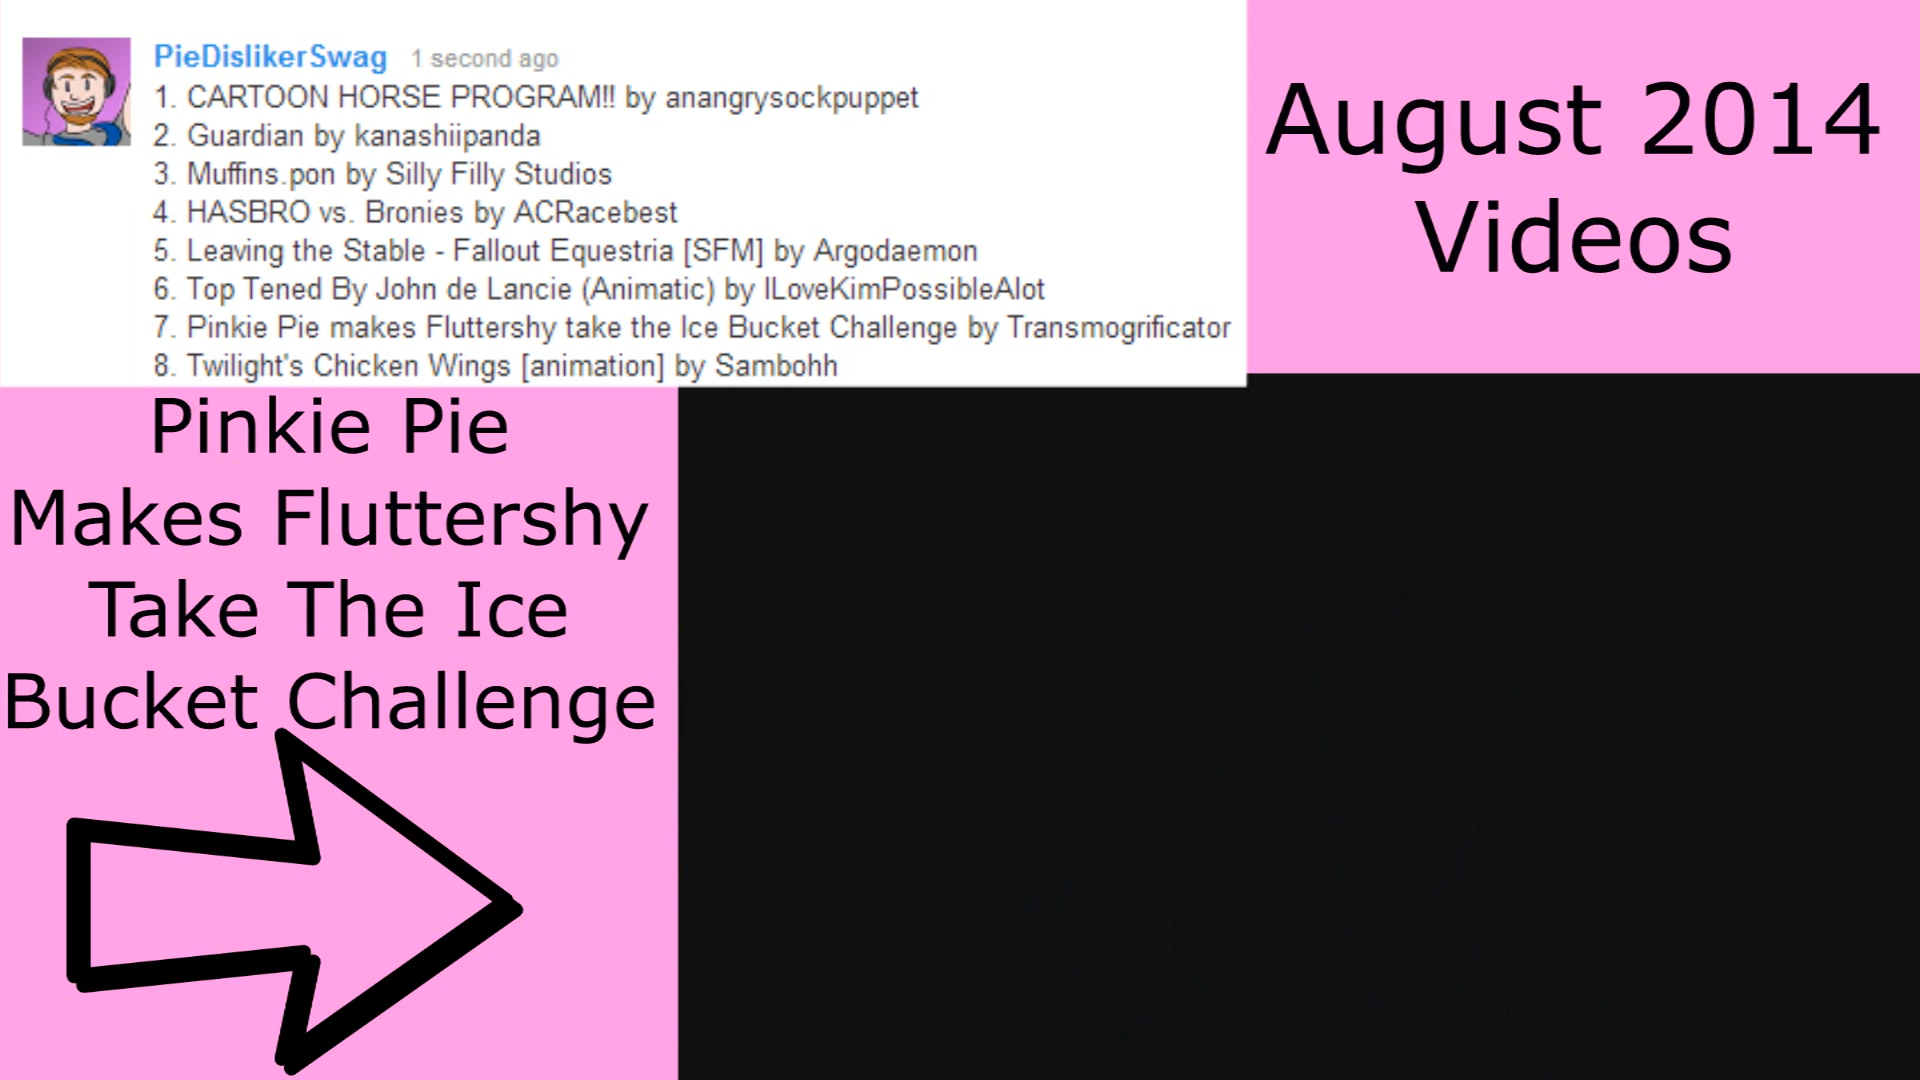 PieDislikerSwag 1 second ago
1. CARTOON HORSE PROGRAM!! by anangrysockpuppet
2. Guardian by kanashiipanda
3. Muffins.pon by Silly Filly Studios
4. HASBRO vs. Bronies by ACRacebest
5. Leaving the Stable - Fallout Equestria [SFM] by Argodaemon
6. Top Tened By John de Lancie (Animatic) by ILoveKimPossibleAlot
7. Pinkie Pie makes Fluttershy take the Ice Bucket Challenge by Transmogrificator
8. Twilight's Chicken Wings [animation] by Sambohh
August 2014
Videos
Pinkie Pie
Makes Fluttershy
Take The Ice
Bucket Challenge